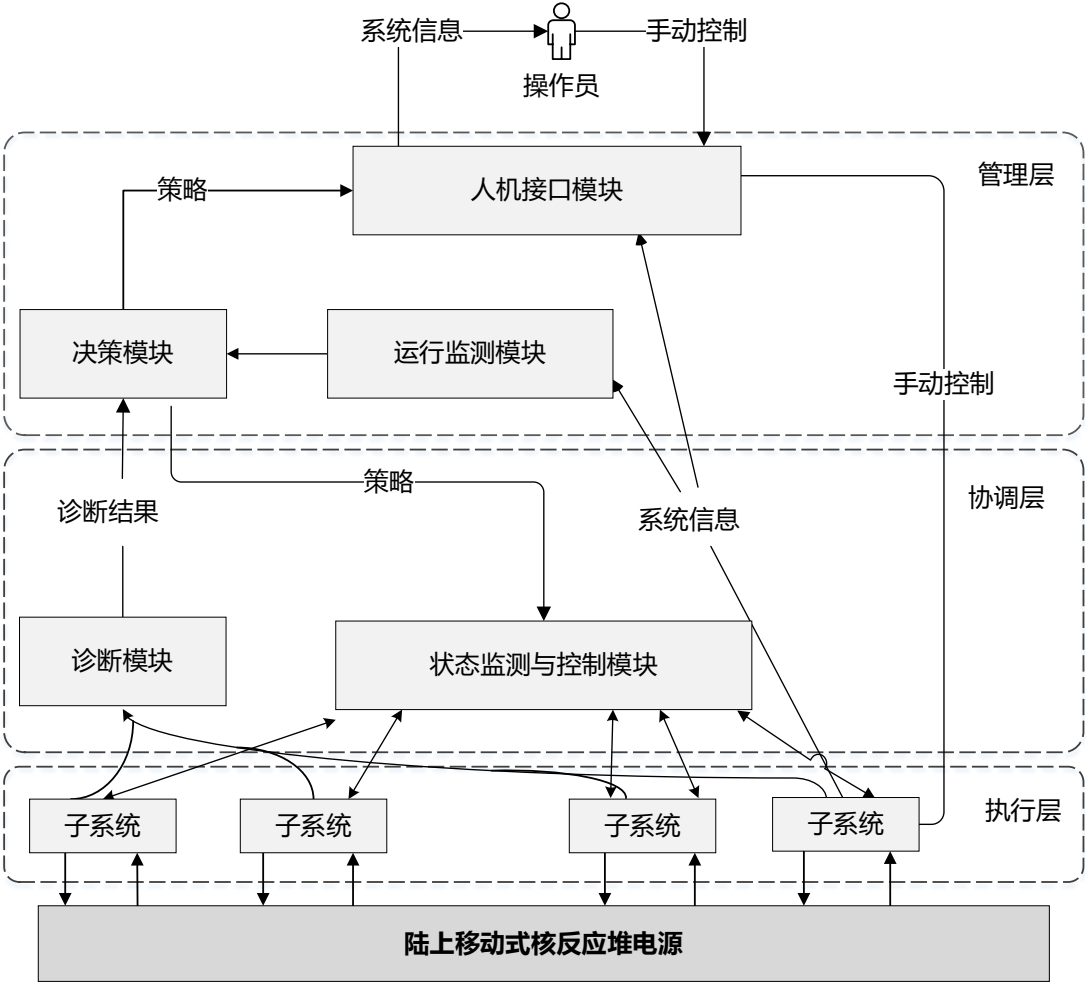 系统信息
手动控制
操作员
管理层
策略
人机接口模块
决策模块
运行监测模块
手动控制
协调层
策略
诊断结果
系统信息
诊断模块
状态监测与控制模块
执行层
子系统
子系统
子系统
子系统
陆上移动式核反应堆电源